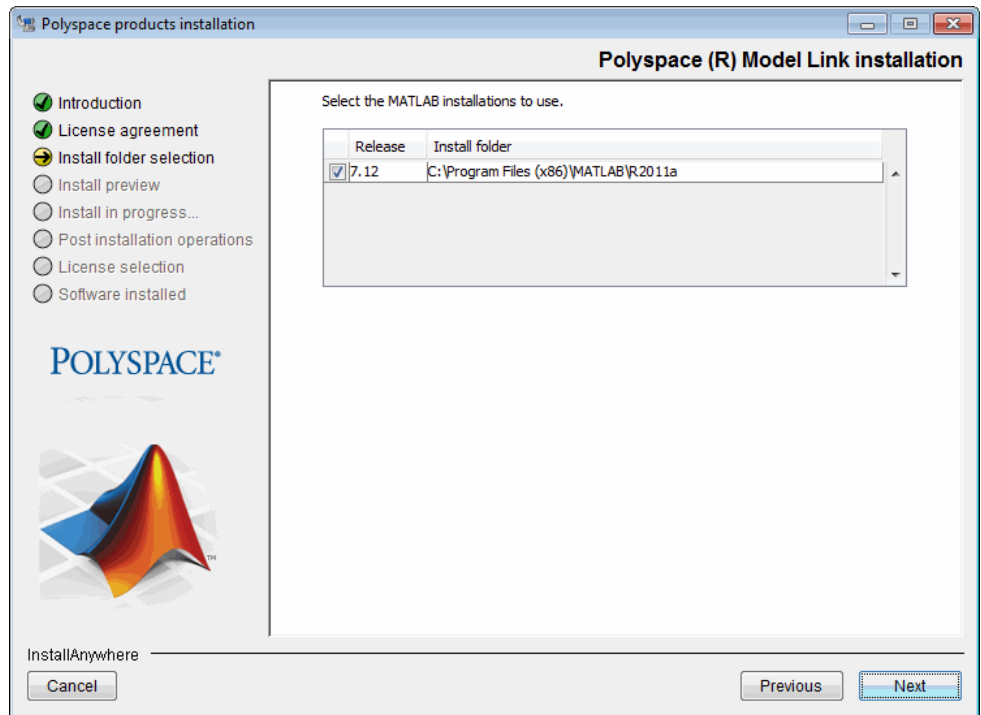 Polyspace products installation
Polyspace (R) Model Link installation
Introduction
License agreement
Install folder selection
Install preview
Install in progress...
Post installation operations
License selection
Software installed
POLYSPACE®
TM
Select the MATLAB installations to use.
Release Install folder
7.12 C:\Program Files (x86)\MATLAB\R2011a
InstallAnywhere
Cancel
Previous
Next